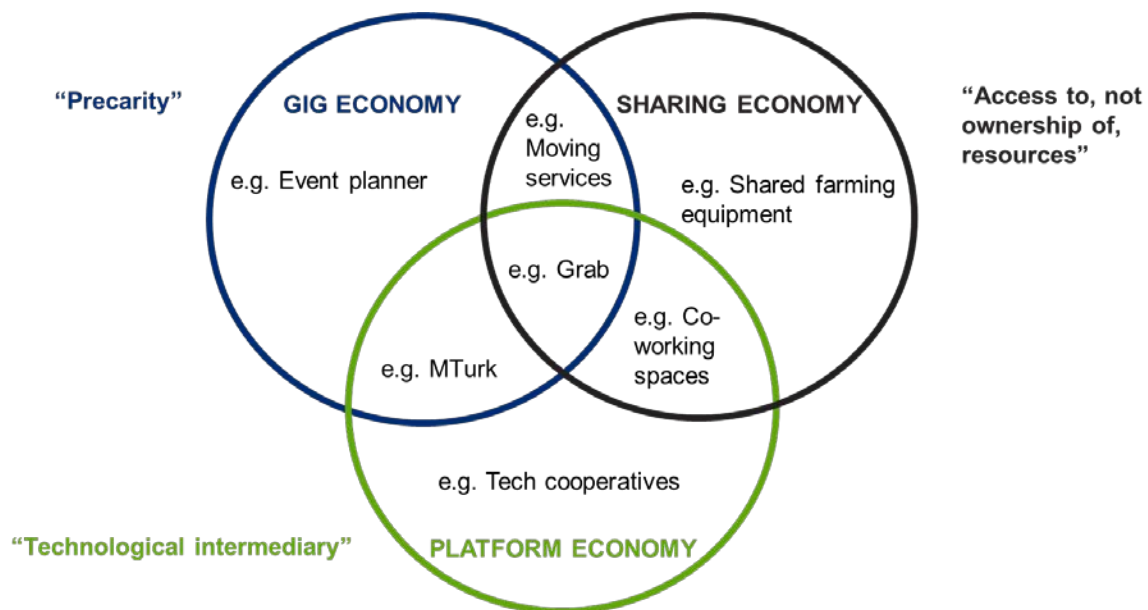 “Precarity”
GIG ECONOMY
SHARING ECONOMY
“Access to, not
ownership of,
resources”
e.g.
Moving
services
e.g. Event planner
e.g. Shared farming
equipment
e.g. Grab
e.g. Co-
working
spaces
e.g. MTurk
e.g. Tech cooperatives
“Technological intermediary”
PLATFORM ECONOMY